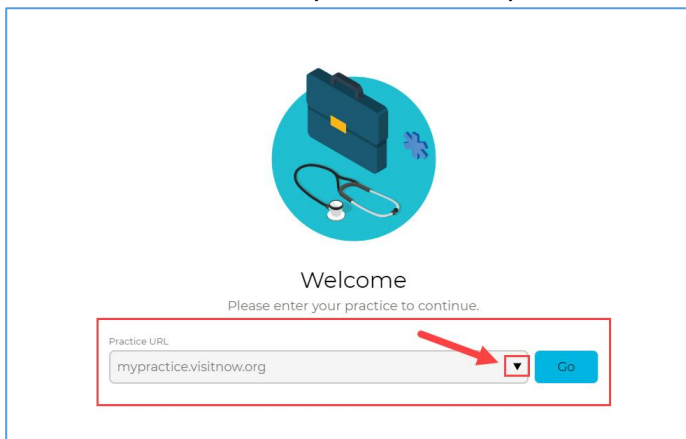 Welcome
Please enter your practice to continue.
Practice URL
mypractice.visitnow.org
Go